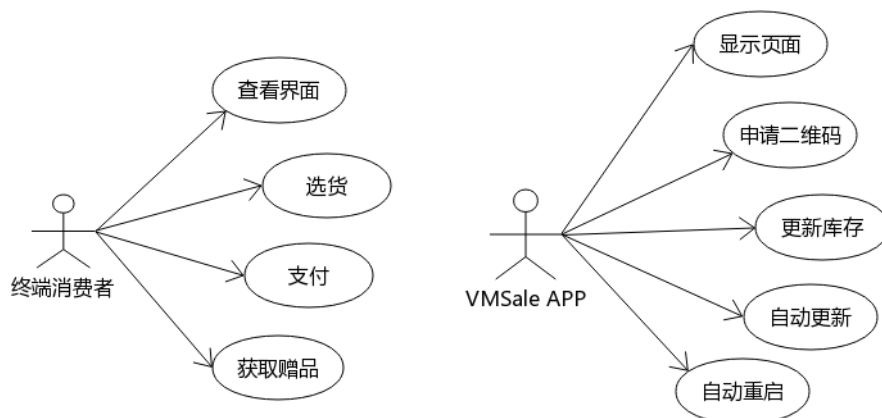 查看界面
选货
支付
获取赠品
终端消费者
显示页面
申请二维码
更新库存
自动更新
自动重启
VMSale APP